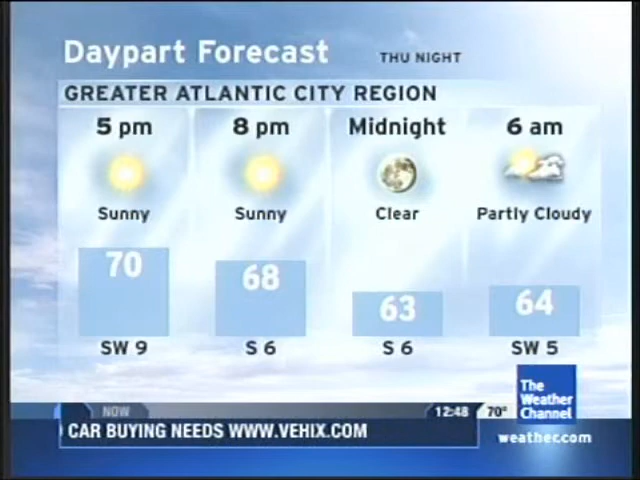 Daypart Forecast THU NIGHT
GREATER ATLANTIC CITY REGION
5 pm 8 pm Midnight 6 am
Sunny Sunny Clear Partly Cloudy
70 68 63 64
SW 9 S 6 S 6 SW 5
The Weather Channel
NOW 12:48 70°
CAR BUYING NEEDS WWW.VEHIX.COM
weather.com